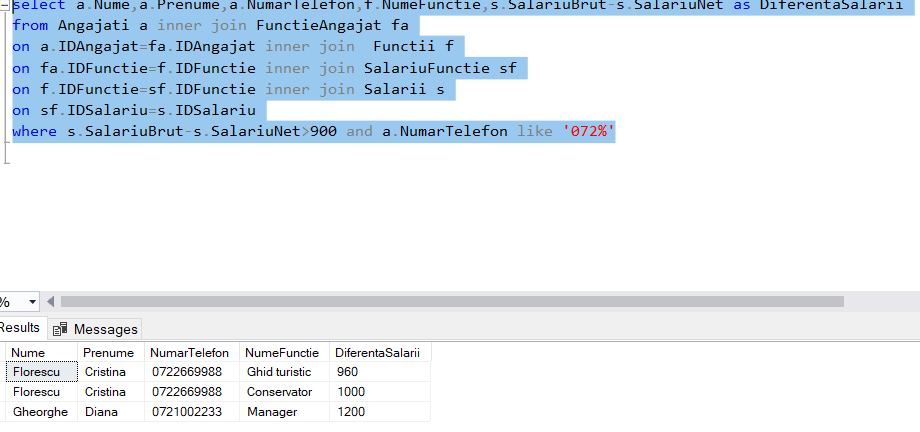 select a.Nume,a.Prenume,a.NumarTelefon,f.NumeFunctie,s.SalariuBrut-s.SalariuNet as DiferentaSalarii
from Angajati a inner join FunctieAngajat fa
on a.IDAngajat=fa.IDAngajat inner join  Functii f
on fa.IDFunctie=f.IDFunctie inner join SalariuFunctie sf
on f.IDFunctie=sf.IDFunctie inner join Salarii s
on sf.IDSalariu=s.IDSalariu
where s.SalariuBrut-s.SalariuNet>900 and a.NumarTelefon like '072%'
%
Results Messages
Nume Prenume NumarTelefon NumeFunctie DiferentaSalarii
Florescu Cristina 0722669988 Ghid turistic 960
Florescu Cristina 0722669988 Conservator 1000
Gheorghe Diana 0721002233 Manager 1200